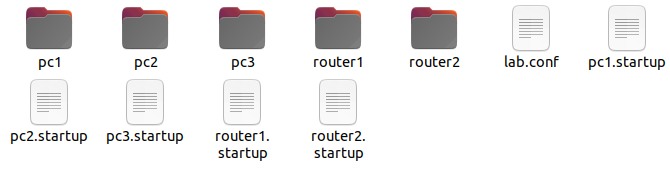 pc1
pc2
pc3
router1
router2
lab.conf
pc1.startup
pc2.startup
pc3.startup
router1.
startup
router2.
startup